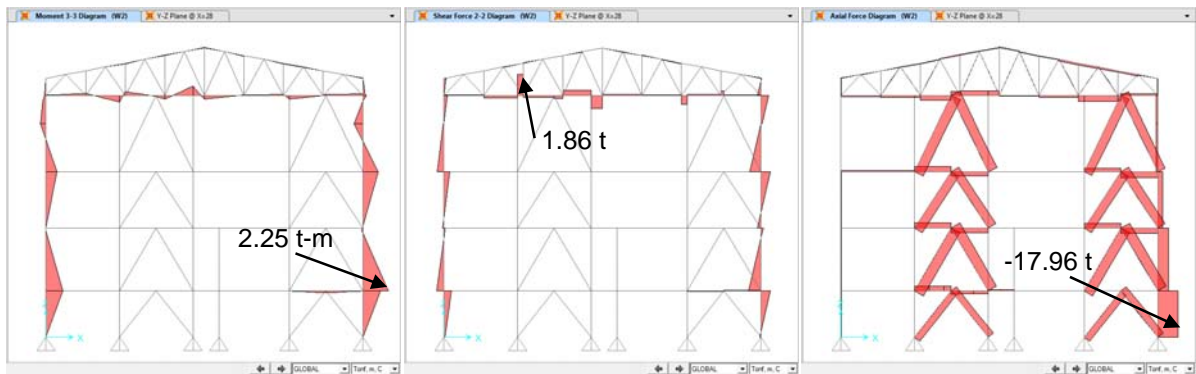 Moment 3-3 Diagram (W2)
Y-Z Plane @ X=28
2.25 t-m
X
GLOBAL
Tonf, m, C
Shear Force 2-2 Diagram (W2)
Y-Z Plane @ X=28
1.86 t
X
GLOBAL
Tonf, m, C
Axial Force Diagram (W2)
Y-Z Plane @ X=28
-17.96 t
X
GLOBAL
Tonf, m, C